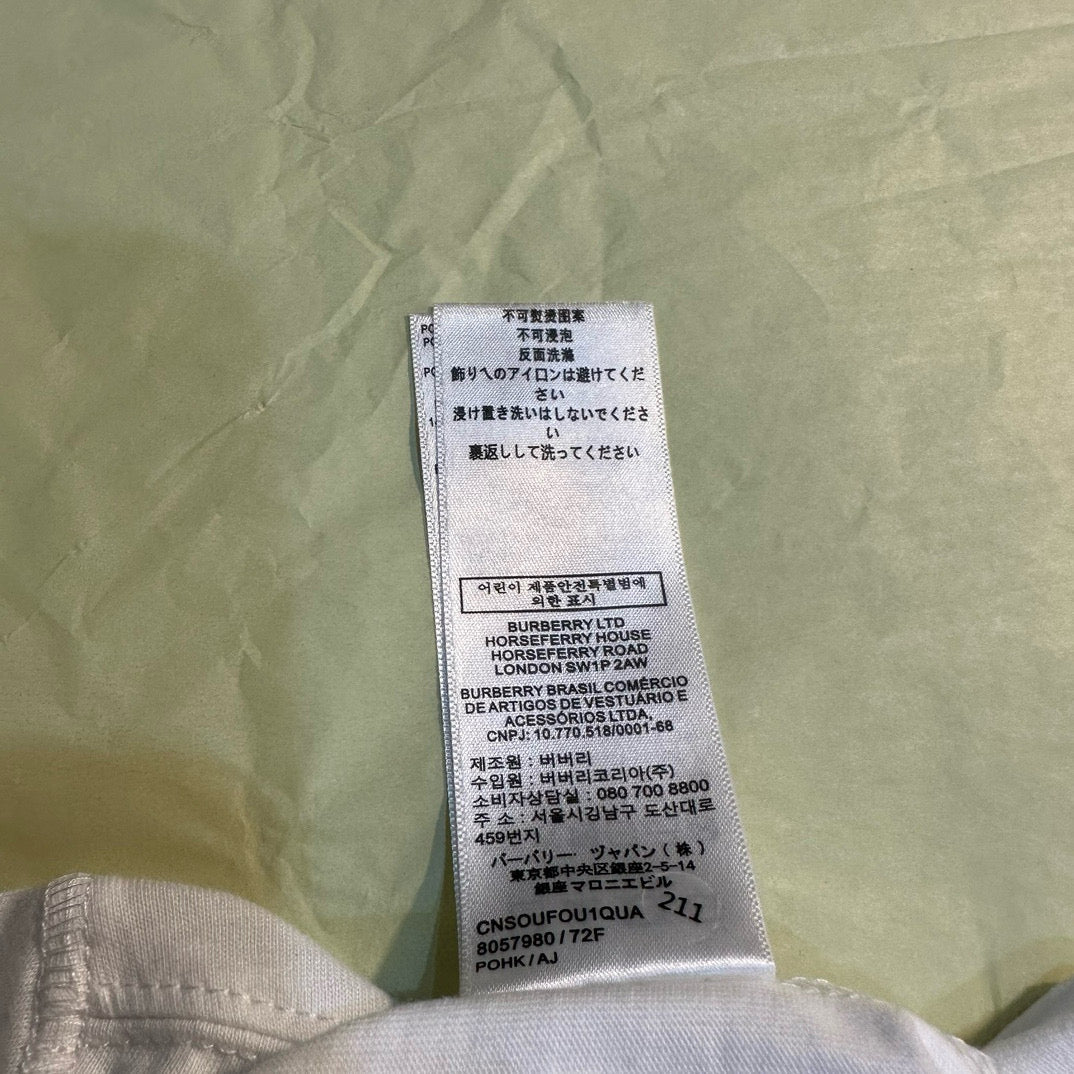 不可熨烫图案
不可浸泡
反面洗滌
飾りへのアイロンは避けてくだ
さい
浸け置き洗いはしないでくださ
い
裏返しして洗ってください
어린이 제품안전특별범에
의한 표시
BURBERRY LTD
HORSEFERRY HOUSE
HORSEFERRY ROAD
LONDON SW1P 2AW
BURBERRY BRASIL COMÉRCIO
DE ARTIGOS DE VESTUÁRIO E
ACESSÓRIOS LTDA,
CNPJ: 10.770.518/0001-68
제조원 : 버버리
수입원 : 버버리코리아(주)
소비자상담실 : 080 700 8800
주 소 : 서울시김남구 도산대로
459번지
バーバリー· ヅャパン ( 株 )
東京都中央区銀座2-5-14
銀座マロニエビル
CNSOUFOU1QUA 211
8057980 / 72F
POHK / AJ